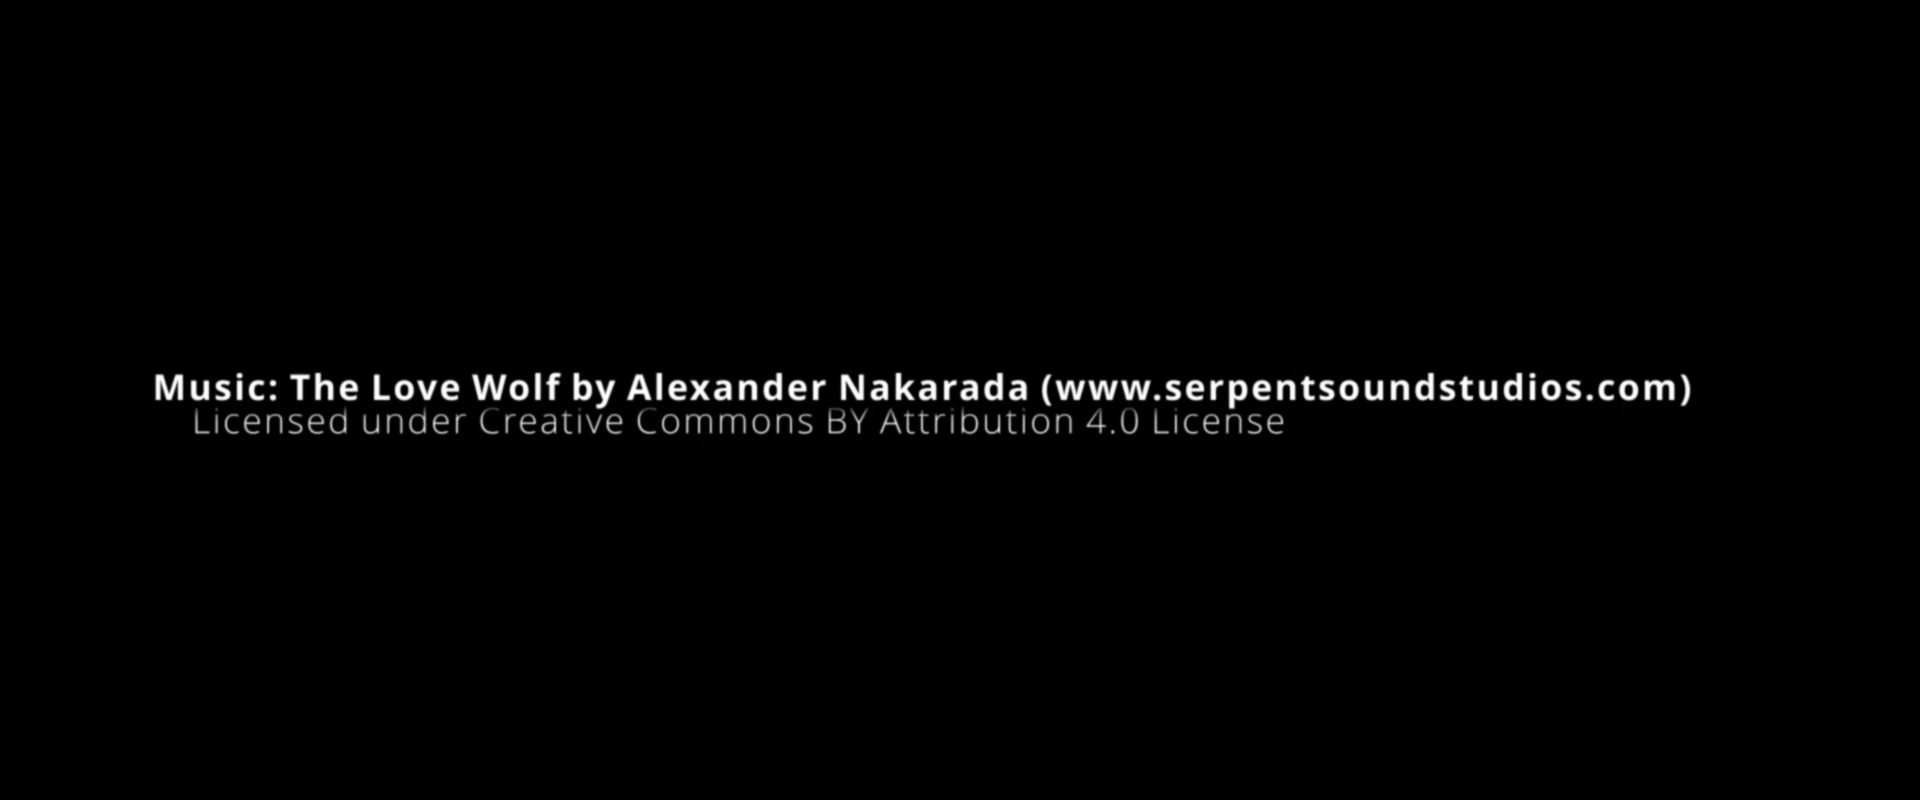 Music: The Love Wolf by Alexander Nakarada (www.serpentsoundstudios.com)
Licensed under Creative Commons BY Attribution 4.0 License